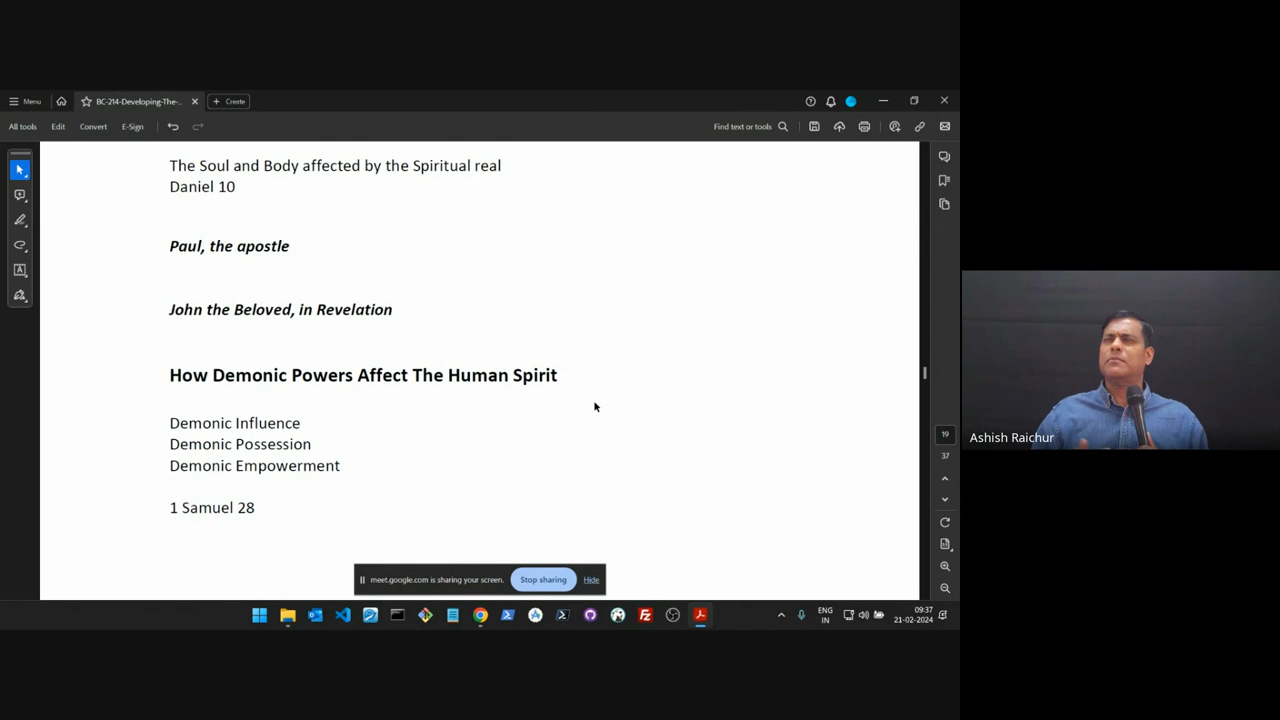 Menu
BC-214-Developing-The-...
Create
All tools
Edit
Convert
E-Sign
Find text or tools
The Soul and Body affected by the Spiritual real
Daniel 10
Paul, the apostle
John the Beloved, in Revelation
How Demonic Powers Affect The Human Spirit
Demonic Influence
Demonic Possession
Demonic Empowerment
1 Samuel 28
19
37
Ashish Raichur
meet.google.com is sharing your screen.
Stop sharing
Hide
ENG
IN
09:37
21-02-2024